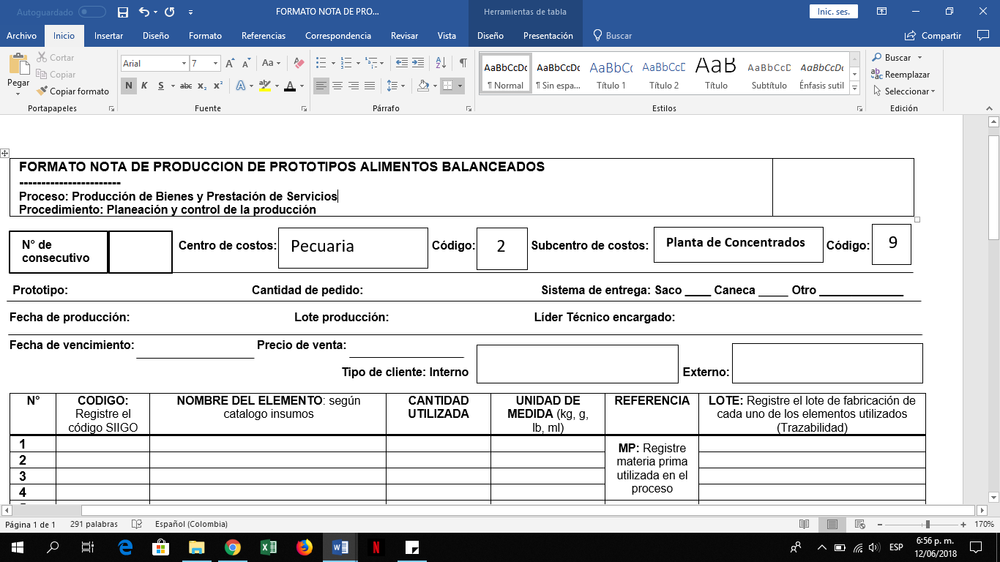 Autoguardado
FORMATO NOTA DE PRO...
Herramientas de tabla
Inic. ses.
Archivo Inicio Insertar Diseño Formato Referencias Correspondencia Revisar Vista Diseño Presentación Buscar Compartir
Pegar
Cortar
Copiar
Copiar formato
Portapapeles
Arial 7
Aa
N K S abc x₂ x²
A ab A
Fuente
Párrafo
AaBbCcDc AaBbCcDc AaBbCc AaBbCcD AaB AaBbCcD AaBbCcDc
¶ Normal ¶ Sin espa... Título 1 Título 2 Título Subtítulo Énfasis sutil
Estilos
Buscar
Reemplazar
Seleccionar
Edición
FORMATO NOTA DE PRODUCCION DE PROTOTIPOS ALIMENTOS BALANCEADOS
-----------------------
Proceso: Producción de Bienes y Prestación de Servicios
Procedimiento: Planeación y control de la producción
N° de consecutivo
Centro de costos: Pecuaria Código: 2 Subcentro de costos: Planta de Concentrados Código: 9
Prototipo: Cantidad de pedido: Sistema de entrega: Saco ____ Caneca _____ Otro _____________
Fecha de producción: Lote producción: Líder Técnico encargado:
Fecha de vencimiento: Precio de venta:
Tipo de cliente: Interno Externo:
N°
CODIGO:
Registre el
código SIIGO
NOMBRE DEL ELEMENTO: según
catalogo insumos
CANTIDAD
UTILIZADA
UNIDAD DE
MEDIDA (kg, g,
lb, ml)
REFERENCIA
LOTE: Registre el lote de fabricación de
cada uno de los elementos utilizados
(Trazabilidad)
1
2
3
4
MP: Registre
materia prima
utilizada en el
proceso
Página 1 de 1 291 palabras Español (Colombia) 170%
ESP
6:56 p. m.
12/06/2018